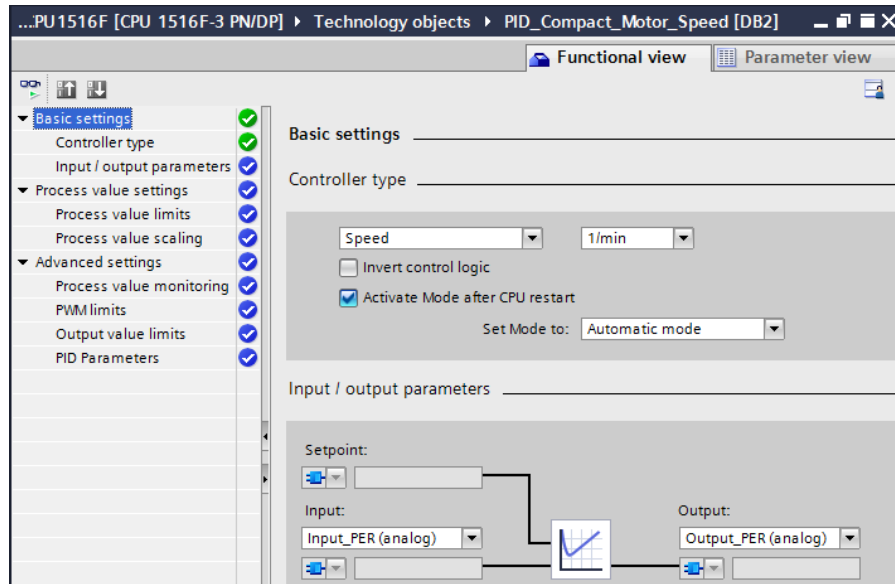 ...PU1516F [CPU 1516F-3 PN/DP] ▸ Technology objects ▸ PID_Compact_Motor_Speed [DB2]
Functional view
Parameter view
Basic settings
Controller type
Input / output parameters
Process value settings
Process value limits
Process value scaling
Advanced settings
Process value monitoring
PWM limits
Output value limits
PID Parameters
Basic settings
Controller type
Speed 1/min
Invert control logic
Activate Mode after CPU restart
Set Mode to: Automatic mode
Input / output parameters
Setpoint:
Input: Output:
Input_PER (analog) Output_PER (analog)